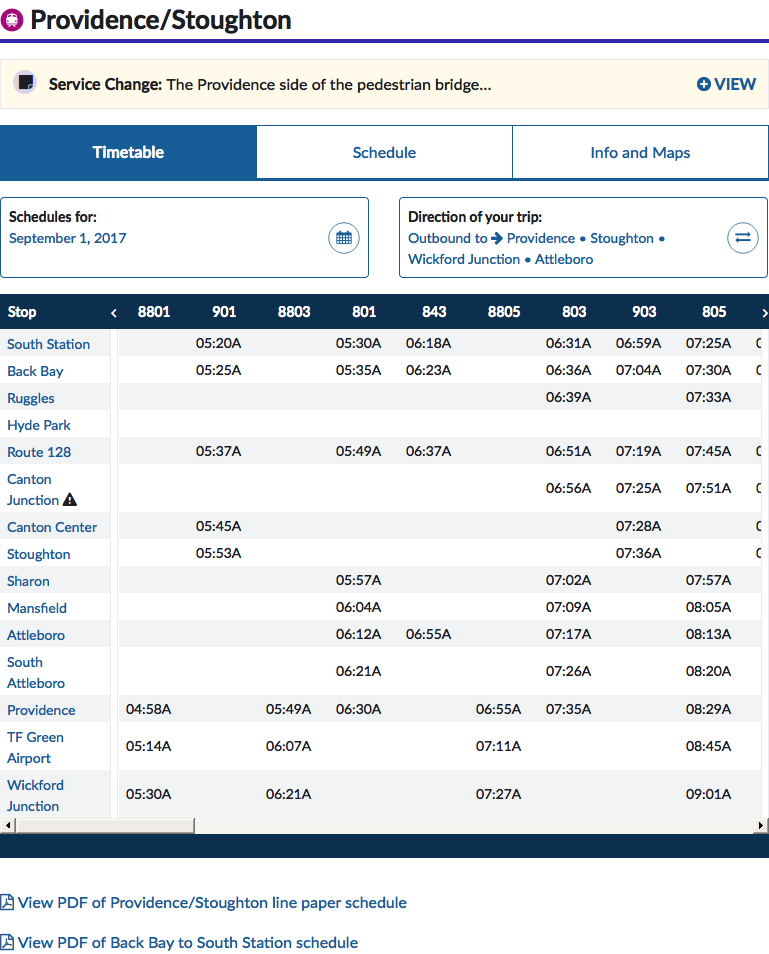 Providence/Stoughton
Service Change: The Providence side of the pedestrian bridge... VIEW
Timetable Schedule Info and Maps
Schedules for:
September 1, 2017
Direction of your trip:
Outbound to Providence • Stoughton •
Wickford Junction • Attleboro
Stop 8801 901 8803 801 843 8805 803 903 805
South Station 05:20A 05:30A 06:18A 06:31A 06:59A 07:25A
Back Bay 05:25A 05:35A 06:23A 06:36A 07:04A 07:30A
Ruggles 06:39A 07:33A
Hyde Park
Route 128 05:37A 05:49A 06:37A 06:51A 07:19A 07:45A
Canton
Junction 06:56A 07:25A 07:51A
Canton Center 05:45A 07:28A
Stoughton 05:53A 07:36A
Sharon 05:57A 07:02A 07:57A
Mansfield 06:04A 07:09A 08:05A
Attleboro 06:12A 06:55A 07:17A 08:13A
South
Attleboro 06:21A 07:26A 08:20A
Providence 04:58A 05:49A 06:30A 06:55A 07:35A 08:29A
TF Green
Airport 05:14A 06:07A 07:11A 08:45A
Wickford
Junction 05:30A 06:21A 07:27A 09:01A
View PDF of Providence/Stoughton line paper schedule
View PDF of Back Bay to South Station schedule